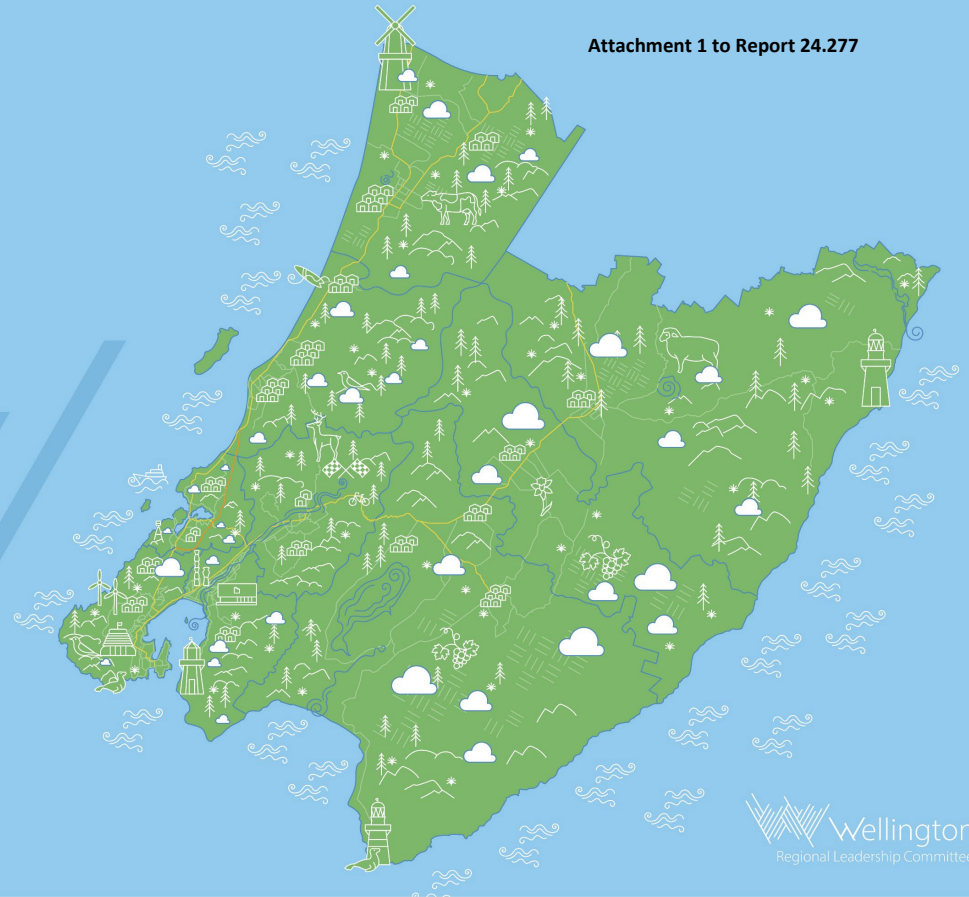 Attachment 1 to Report 24.277
Wellington
Regional Leadership Committee